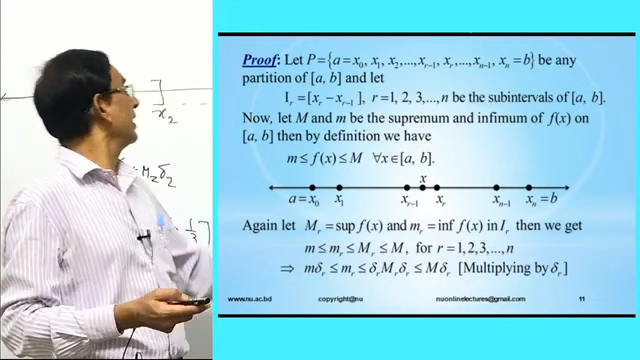 Proof: Let P={a=x₀, x₁, x₂,...,xᵣ₋₁, xᵣ,...,xₙ₋₁, xₙ=b} be any
partition of [a, b] and let
Iᵣ=[xᵣ−xᵣ₋₁], r=1, 2, 3,...,n be the subintervals of [a, b].
Now, let M and m be the supremum and infimum of f(x) on
[a, b] then by definition we have
m≤f(x)≤M ∀x∈[a, b].
x
a=x₀ x₁ xᵣ₋₁ xᵣ xₙ₋₁ xₙ=b
Again let Mᵣ=sup f(x) and mᵣ=inf f(x) in Iᵣ then we get
m≤mᵣ≤Mᵣ≤M, for r=1,2,3,...,n
⇒ mδᵣ≤mᵣ≤δᵣMᵣδᵣ≤Mδᵣ [Multiplying by δᵣ]
www.nu.ac.bd copyright@nu nuonlinelectures@gmail.com 11
]
x₂
M₂δ₂